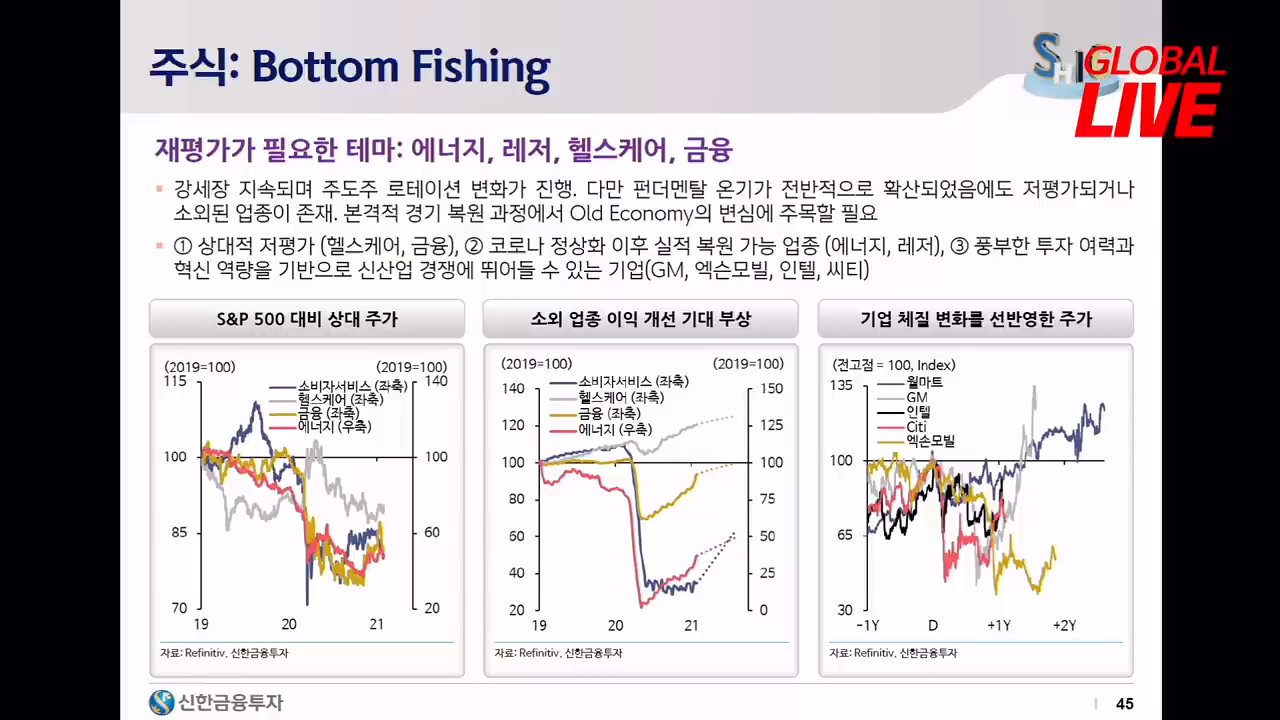 주식: Bottom Fishing
GLOBAL
LIVE
재평가가 필요한 테마: 에너지, 레저, 헬스케어, 금융
▪ 강세장 지속되며 주도주 로테이션 변화가 진행. 다만 펀더멘탈 온기가 전반적으로 확산되었음에도 저평가되거나
소외된 업종이 존재. 본격적 경기 복원 과정에서 Old Economy의 변심에 주목할 필요
▪ ① 상대적 저평가 (헬스케어, 금융), ② 코로나 정상화 이후 실적 복원 가능 업종 (에너지, 레저), ③ 풍부한 투자 여력과
혁신 역량을 기반으로 신산업 경쟁에 뛰어들 수 있는 기업(GM, 엑슨모빌, 인텔, 씨티)
S&P 500 대비 상대 주가
(2019=100) (2019=100)
115 140
소비자서비스 (좌축)
헬스케어 (좌축)
금융 (좌축)
에너지 (우축)
100 100
85 60
70 20
19 20 21
자료: Refinitiv, 신한금융투자
소외 업종 이익 개선 기대 부상
(2019=100) (2019=100)
소비자서비스 (좌축)
헬스케어 (좌축)
금융 (좌축)
에너지 (우축)
140 150
120 125
100 100
80 75
60 50
40 25
20 0
19 20 21
자료: Refinitiv, 신한금융투자
기업 체질 변화를 선반영한 주가
(전고점 = 100, Index)
135
월마트
GM
인텔
Citi
엑슨모빌
100
65
30
-1Y D +1Y +2Y
자료: Refinitiv, 신한금융투자
신한금융투자
45